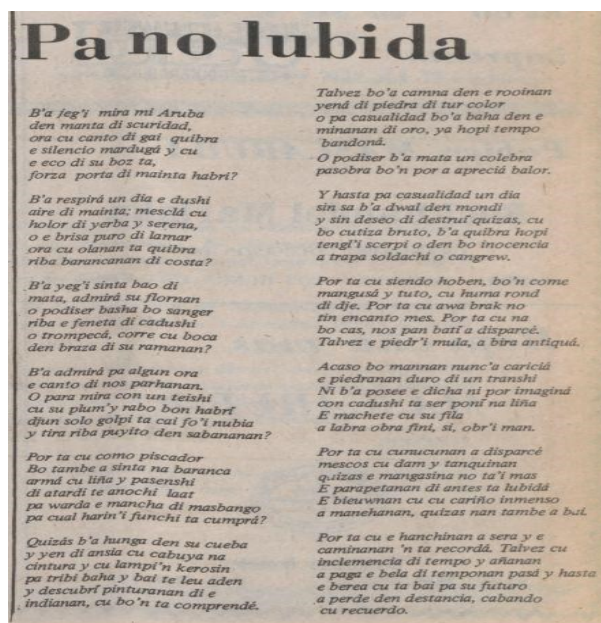 Pa no lubida
B'a jeg'i mira mi Aruba
den manta di scuridad,
ora cu canto di gai quibra
e silencio mardugá y cu
e eco di su boz ta,
forza porta di mainta habri?
B'a respirá un dia e dushi
aire di mainta; mesclá cu
holor di yerba y serena,
o e brisa puro di lamar
ora cu olanan ta quibra
riba barancanan di costa?
B'a yeg'i sinta bao di
mata, admirá su flornan
o podiser basha bo sanger
riba e feneta di cadushi
o trompecá, corre cu boca
den braza di su ramanan?
B'a admirá pa algun ora
e canto di nos parhanan.
O para mira con un teishi
cu su plum'y rabo bon habrí
djun solo golpi ta cai fo'i nubia
y tira riba puyito den sabananan?
Por ta cu como piscador
Bo tambe a sinta na baranca
armá cu liña y pasenshi
di atardi te anochi laat
pa warda e mancha di masbango
pa cual harin'i funchi ta cumprá?
Quizás b'a hunga den su cueba
y yen di ansia cu cabuya na
cintura y cu lampi'n kerosin
pa tribi baha y bai te leu aden
y descubrí pinturanan di e
indianan, cu bo'n ta comprendé.
Talvez bo'a camna den e rooinan
yená di piedra di tur color
o pa casualidad bo'a baha den e
minanan di oro, ya hopi tempo
bandoná.
O podiser b'a mata un colebra
pasobra bo'n por a apreciá balor.
Y hasta pa casualidad un dia
sin sa b'a dwal den mondi
y sin deseo di destruí quizas, cu
bo cutiza bruto, b'a quibra hopi
tengl'i scerpi o den bo inocencia
a trapa soldachi o cangrew.
Por ta cu siendo hoben, bo'n come
mangusá y tuto, cu huma rond
di dje. Por ta cu awa brak no
tin encanto mes. Por ta cu na
bo cas, nos pan batí a disparcé.
Talvez e piedr'i mula, a bira antiquá.
Acaso bo mannan nunc'a cariciá
e piedranan duro di un transhi
Ni b'a posee e dicha ni por imaginá
con cadushi ta ser poní na liña
E machete cu su fila
a labra obra fini, si, obr'i man.
Por ta cu cunucunan a disparcé
mescos cu dam y tanquinan
quizas e mangasina no ta'i mas
E parapetanan di antes ta lubidá
E bieuwnan cu cu cariño inmenso
a manehanan, quizas nan tambe a bai.
Por ta cu e hanchinan a sera y e
caminanan 'n ta recordá. Talvez cu
inclemencia di tempo y añanan
a paga e bela di temponan pasá y hasta
e berea cu ta bai pa su futuro
a perde den destancia, cabando
cu recuerdo.